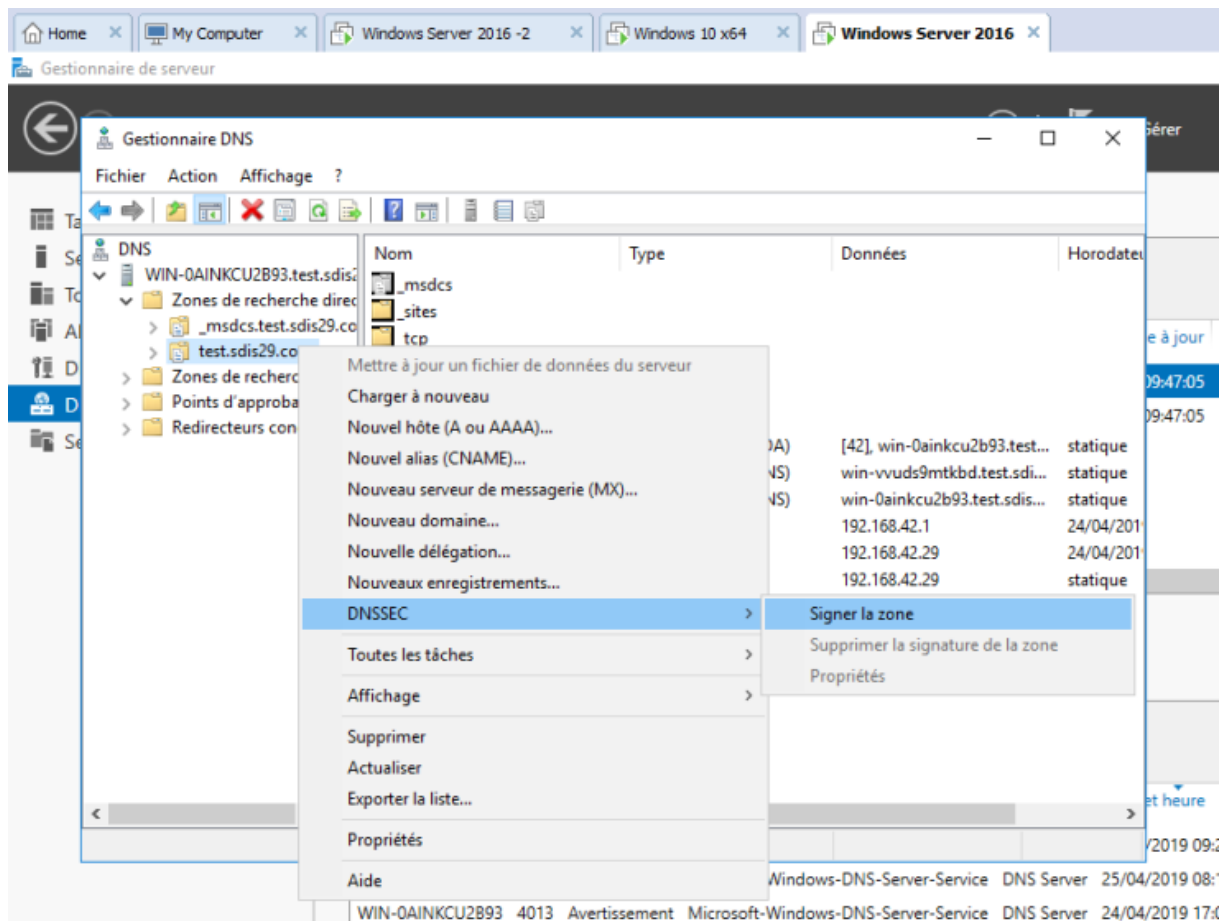 Home × My Computer × Windows Server 2016 -2 × Windows 10 x64 × Windows Server 2016 ×
Gestionnaire de serveur
Gérer
Gestionnaire DNS
Fichier Action Affichage ?
DNS
WIN-0AINKCU2B93.test.sdis2
Zones de recherche direc
_msdcs.test.sdis29.co
test.sdis29.co
Zones de recherc
Points d'approba
Redirecteurs con
Nom Type Données Horodateu
_msdcs
_sites
_tcp
Mettre à jour un fichier de données du serveur
Charger à nouveau
Nouvel hôte (A ou AAAA)...
Nouvel alias (CNAME)...
Nouveau serveur de messagerie (MX)...
Nouveau domaine...
Nouvelle délégation...
Nouveaux enregistrements...
DNSSEC
Toutes les tâches
Affichage
Supprimer
Actualiser
Exporter la liste...
Propriétés
Aide
Signer la zone
Supprimer la signature de la zone
Propriétés
OA) [42], win-0ainkcu2b93.test... statique
NS) win-vvuds9mtkbd.test.sdi... statique
NS) win-0ainkcu2b93.test.sdis... statique
192.168.42.1 24/04/201
192.168.42.29 24/04/201
192.168.42.29 statique
e à jour
09:47:05
09:47:05
et heure
/2019 09:2
Windows-DNS-Server-Service DNS Server 25/04/2019 08:1
WIN-0AINKCU2B93 4013 Avertissement Microsoft-Windows-DNS-Server-Service DNS Server 24/04/2019 17:0